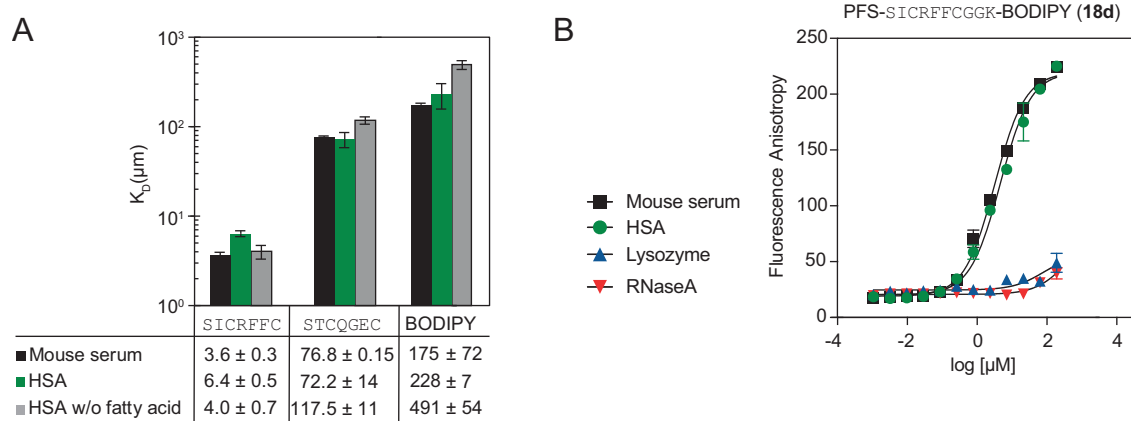 A
K_D(μm)
10³
10²
10¹
10⁰
SICRFFC STCQGEC BODIPY
Mouse serum 3.6 ± 0.3 76.8 ± 0.15 175 ± 72
HSA 6.4 ± 0.5 72.2 ± 14 228 ± 7
HSA w/o fatty acid 4.0 ± 0.7 117.5 ± 11 491 ± 54
B
PFS-SICRFFCGGK-BODIPY (18d)
Mouse serum
HSA
Lysozyme
RNaseA
Fluorescence Anisotropy
250
200
150
100
50
0
-4 -2 0 2 4
log [μM]